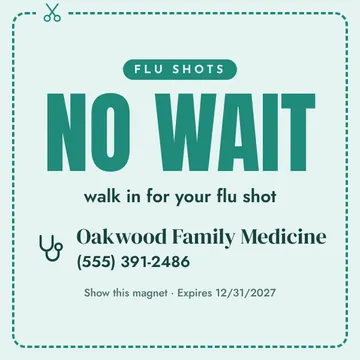 FLU SHOTS
NO WAIT
walk in for your flu shot
Oakwood Family Medicine
(555) 391-2486
Show this magnet · Expires 12/31/2027